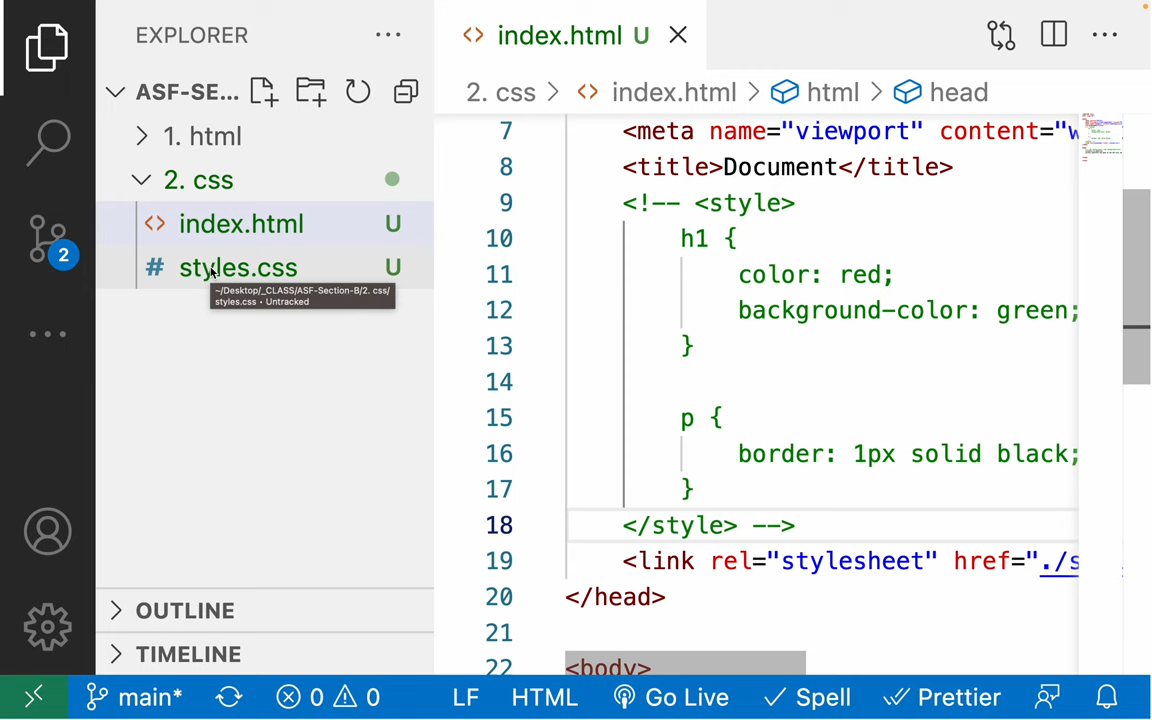 EXPLORER
ASF-SE...
1. html
2. css
index.html U
styles.css U
~/Desktop/_CLASS/ASF-Section-B/2. css/
styles.css • Untracked
OUTLINE
TIMELINE
2
index.html U
2. css > index.html > html > head
7 <meta name="viewport" content="w
8 <title>Document</title>
9 <!-- <style>
10 h1 {
11 color: red;
12 background-color: green;
13 }
14
15 p {
16 border: 1px solid black;
17 }
18 </style> -->
19 <link rel="stylesheet" href="./s
20 </head>
21
22 <body>
main* 0 0 LF HTML Go Live Spell Prettier